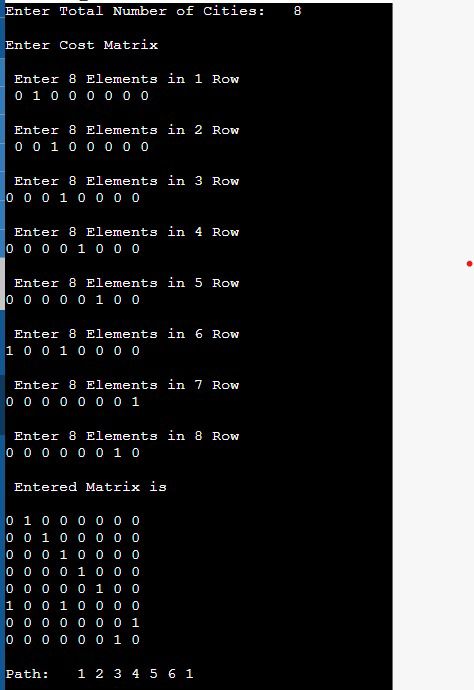 Enter Total Number of Cities: 8
Enter Cost Matrix
Enter 8 Elements in 1 Row
0 1 0 0 0 0 0 0
Enter 8 Elements in 2 Row
0 0 1 0 0 0 0 0
Enter 8 Elements in 3 Row
0 0 0 1 0 0 0 0
Enter 8 Elements in 4 Row
0 0 0 0 1 0 0 0
Enter 8 Elements in 5 Row
0 0 0 0 0 1 0 0
Enter 8 Elements in 6 Row
1 0 0 1 0 0 0 0
Enter 8 Elements in 7 Row
0 0 0 0 0 0 0 1
Enter 8 Elements in 8 Row
0 0 0 0 0 0 1 0
Entered Matrix is
0 1 0 0 0 0 0 0
0 0 1 0 0 0 0 0
0 0 0 1 0 0 0 0
0 0 0 0 1 0 0 0
0 0 0 0 0 1 0 0
1 0 0 1 0 0 0 0
0 0 0 0 0 0 0 1
0 0 0 0 0 0 1 0
Path: 1 2 3 4 5 6 1